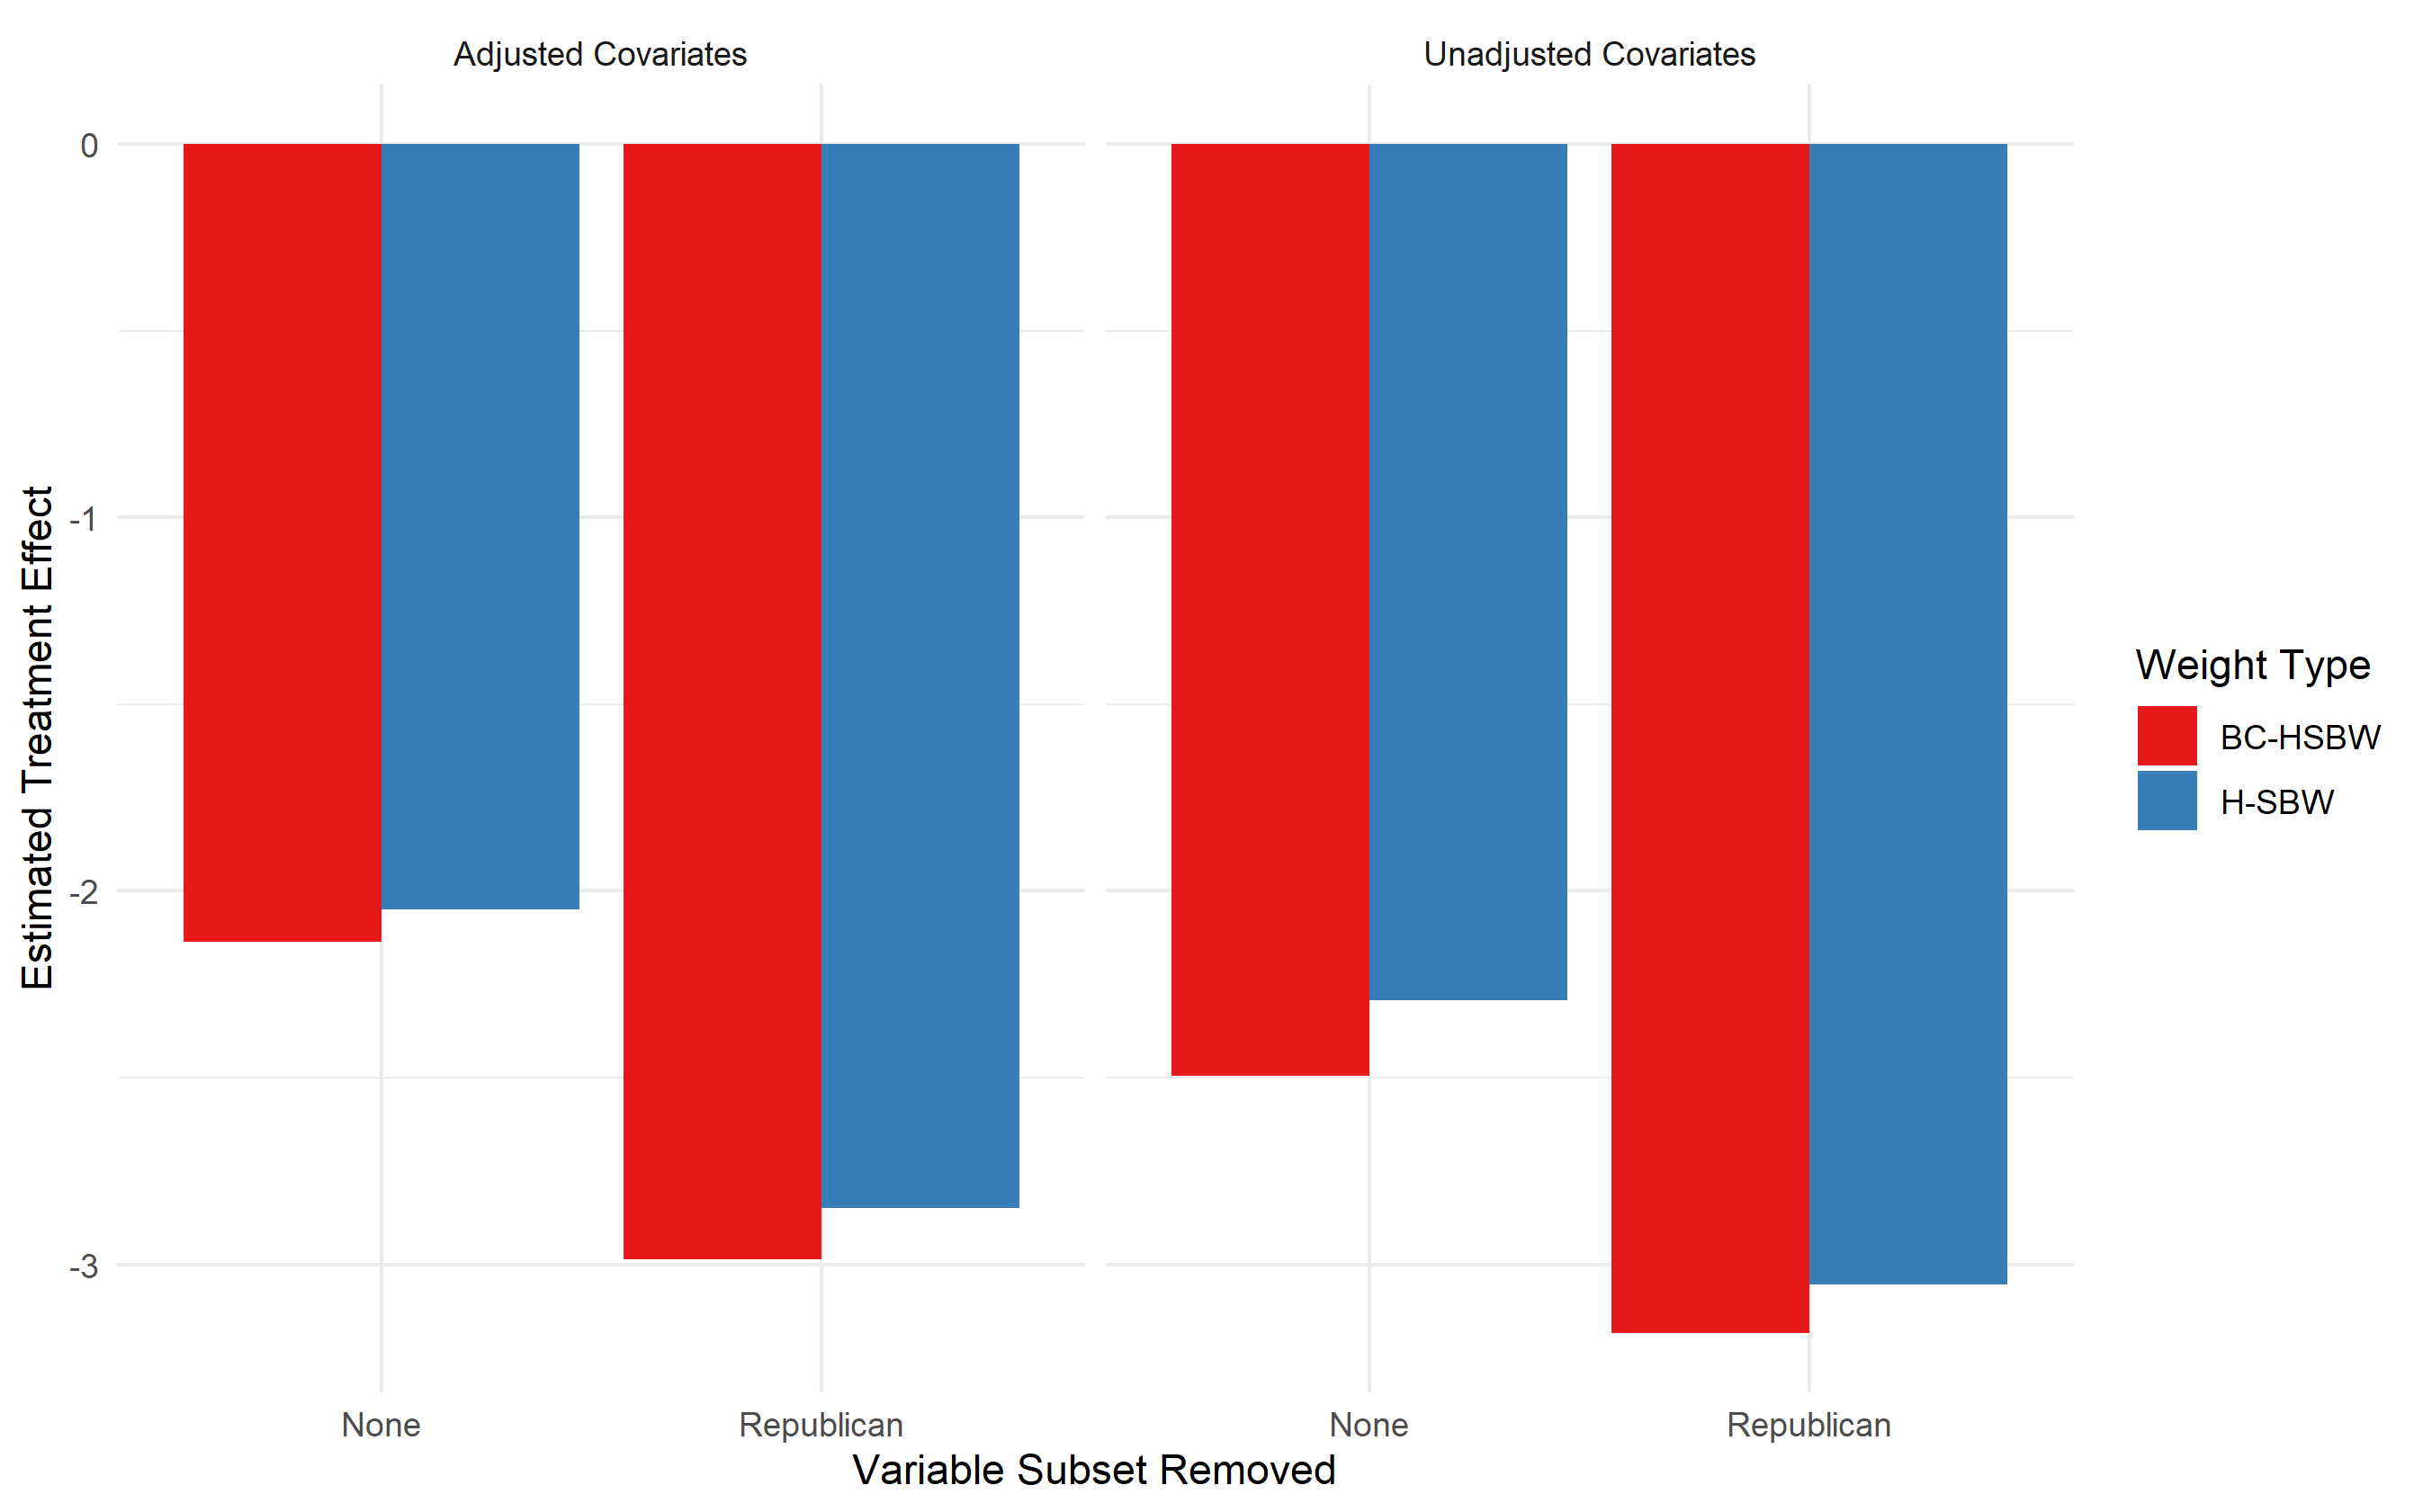 Adjusted Covariates
Unadjusted Covariates
0
-1
-2
-3
Estimated Treatment Effect
None
Republican
None
Republican
Variable Subset Removed
Weight Type
BC-HSBW
H-SBW